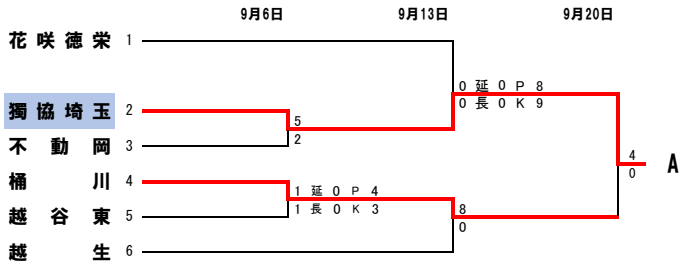 9月6日 9月13日 9月20日
花咲徳栄 1
0 延 0 P 8
獨協埼玉 2
0 長 0 K 9
5
2
不動岡 3
4
0
A
桶川 4
1 延 0 P 4
1 長 0 K 3
8
越谷東 5
0
越生 6